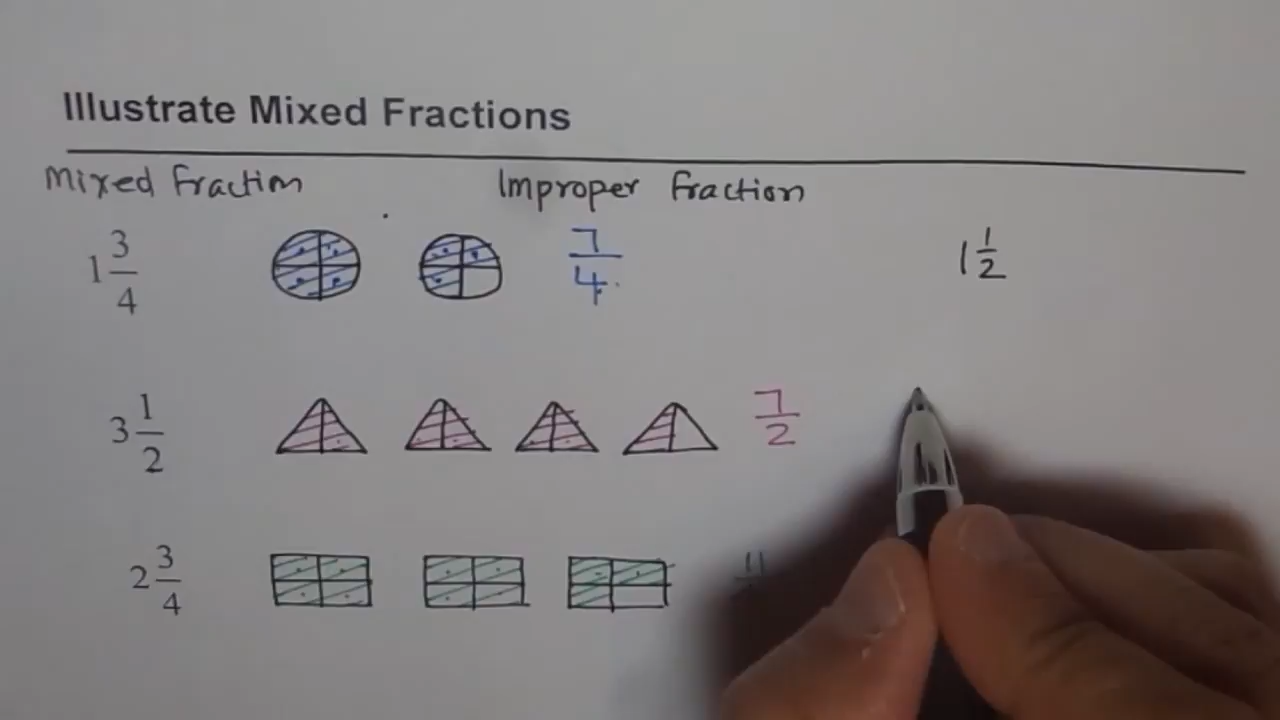 Illustrate Mixed Fractions
Mixed Fraction Improper Fraction
1 3/4 7/4 1 1/2
3 1/2 7/2
2 3/4 11